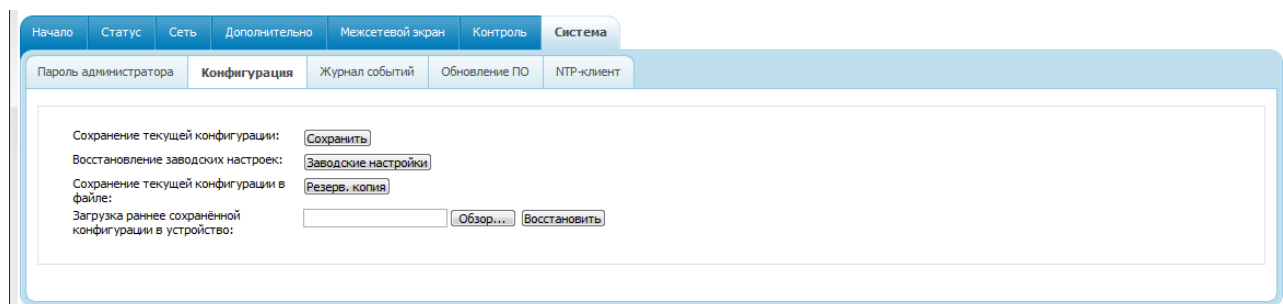 Начало Статус Сеть Дополнительно Межсетевой экран Контроль Система
Пароль администратора Конфигурация Журнал событий Обновление ПО NTP-клиент
Сохранение текущей конфигурации: Сохранить
Восстановление заводских настроек: Заводские настройки
Сохранение текущей конфигурации в
файле: Резерв. копия
Загрузка раннее сохранённой
конфигурации в устройство: Обзор... Восстановить